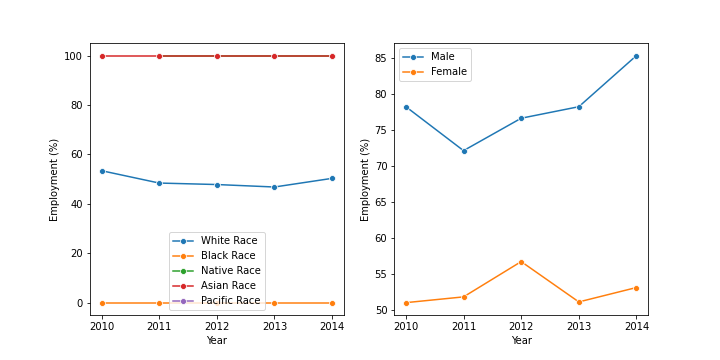 100
80
60
40
20
0
Employment (%)
2010 2011 2012 2013 2014
Year
White Race
Black Race
Native Race
Asian Race
Pacific Race
85
80
75
70
65
60
55
50
Employment (%)
2010 2011 2012 2013 2014
Year
Male
Female